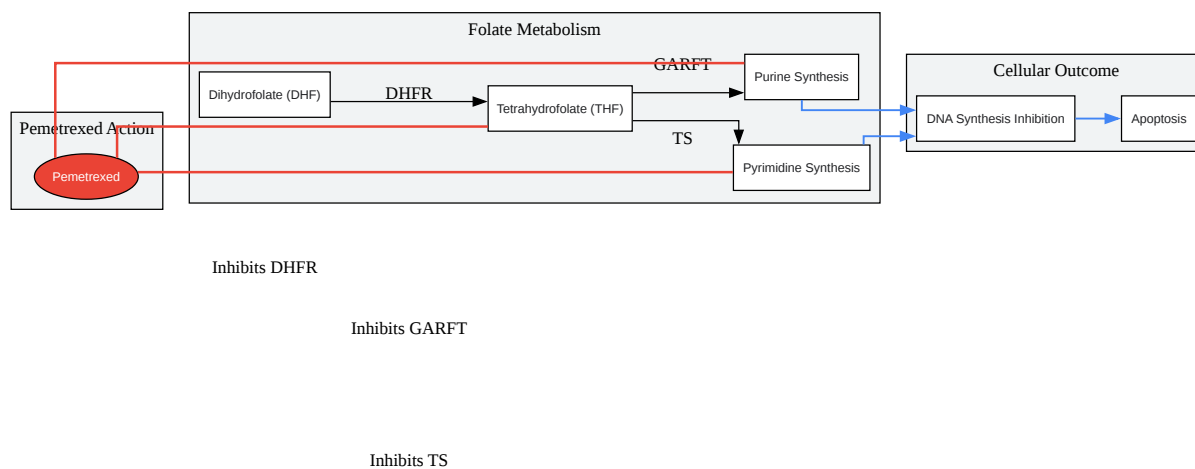 Folate Metabolism
GARFT
Purine Synthesis
Cellular Outcome
Dihydrofolate (DHF)
DHFR
Tetrahydrofolate (THF)
DNA Synthesis Inhibition
Apoptosis
Pemetrexed Action
TS
Pemetrexed
Pyrimidine Synthesis
Inhibits DHFR
Inhibits GARFT
Inhibits TS